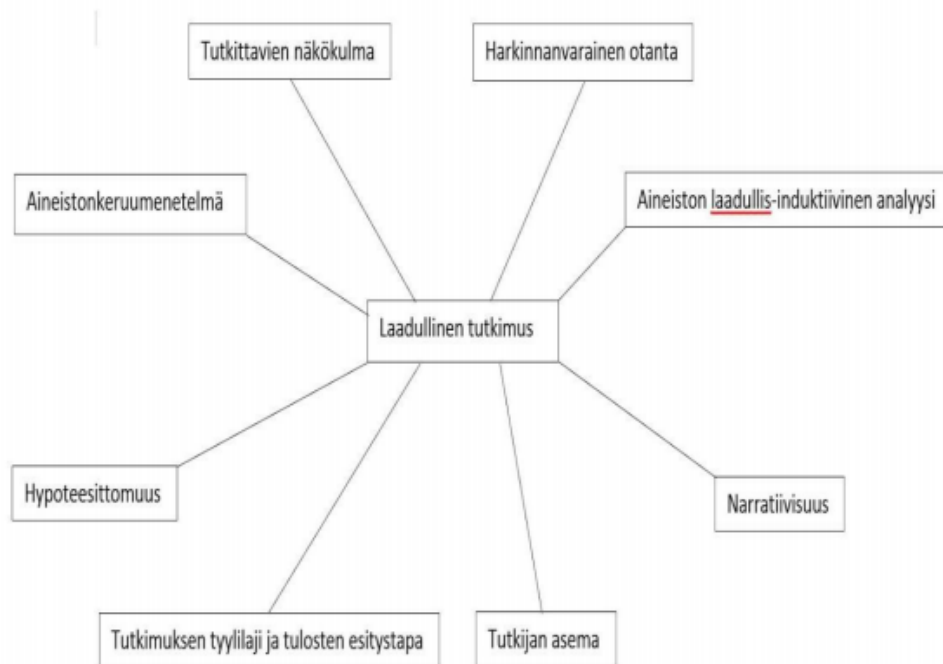 Tutkittavien näkökulma
Harkinnanvarainen otanta
Aineistonkeruumenetelmä
Aineiston laadullis-induktiivinen analyysi
Laadullinen tutkimus
Hypoteesittomuus
Narratiivisuus
Tutkimuksen tyylilaji ja tulosten esitystapa
Tutkijan asema